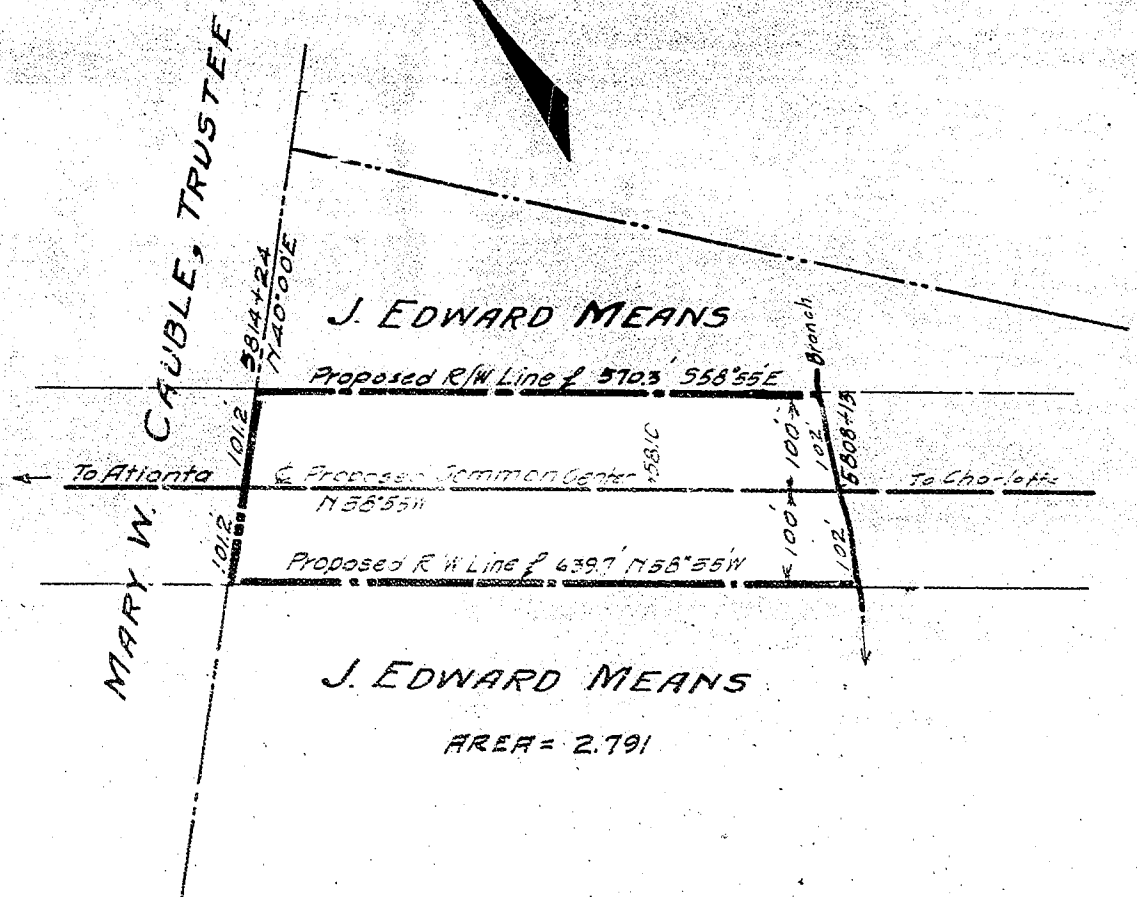 MARY W. CAUBLE, TRUSTEE
5814+24
N40°00'E
J. EDWARD MEANS
Branch
Proposed R/W Line ⅊ 570.3' S58°55'E
101.2'
100'
102'
5808+13
5810
To Atlanta
℄ Proposed Common Center
To Charlotte
N58°55'W
101.2'
100'
102'
Proposed R/W Line ⅊ 639.7' N58°55'W
J. EDWARD MEANS
AREA = 2.791